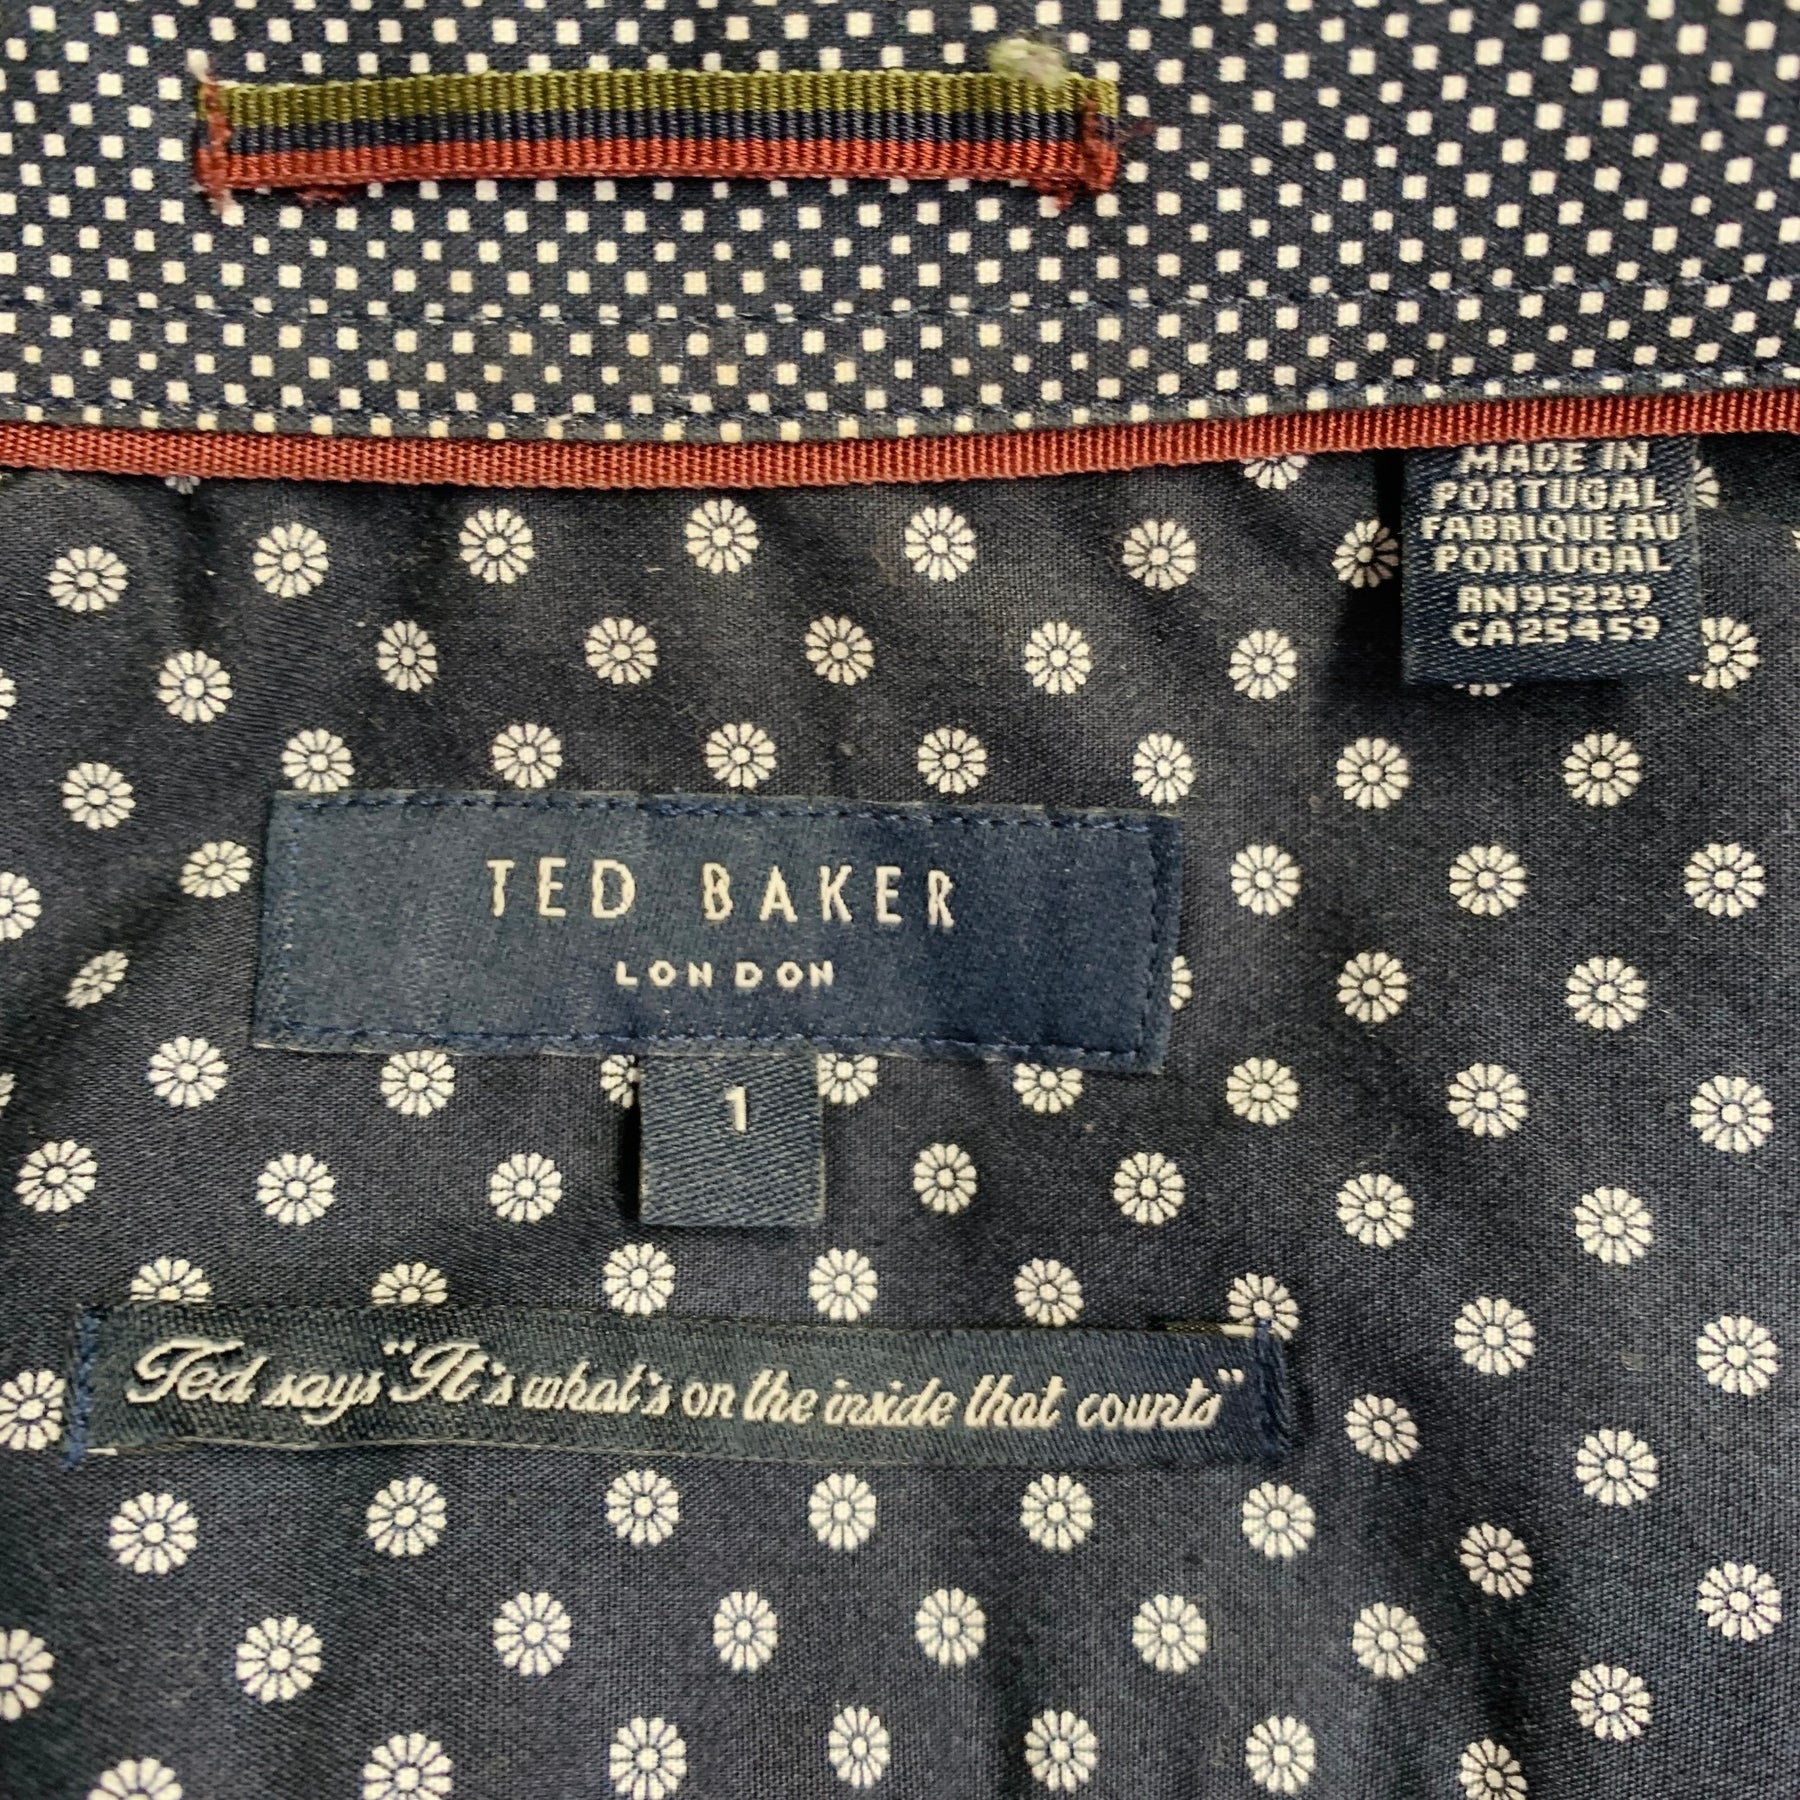 MADE IN
PORTUGAL
FABRIQUE AU
PORTUGAL
RN95229
CA25459
TED BAKER
LONDON
1
Ted says "It's what's on the inside that counts"